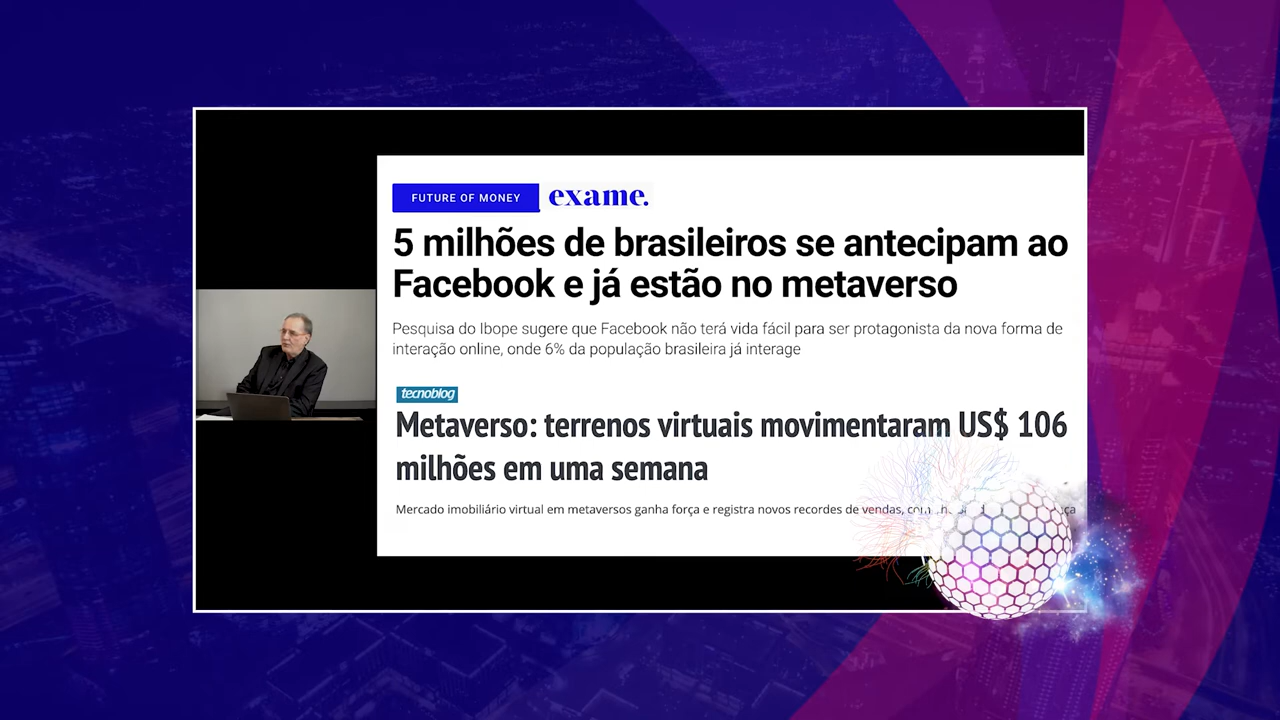 FUTURE OF MONEY exame.
5 milhões de brasileiros se antecipam ao
Facebook e já estão no metaverso
Pesquisa do Ibope sugere que Facebook não terá vida fácil para ser protagonista da nova forma de
interação online, onde 6% da população brasileira já interage
tecnoblog
Metaverso: terrenos virtuais movimentaram US$ 106
milhões em uma semana
Mercado imobiliário virtual em metaversos ganha força e registra novos recordes de vendas,